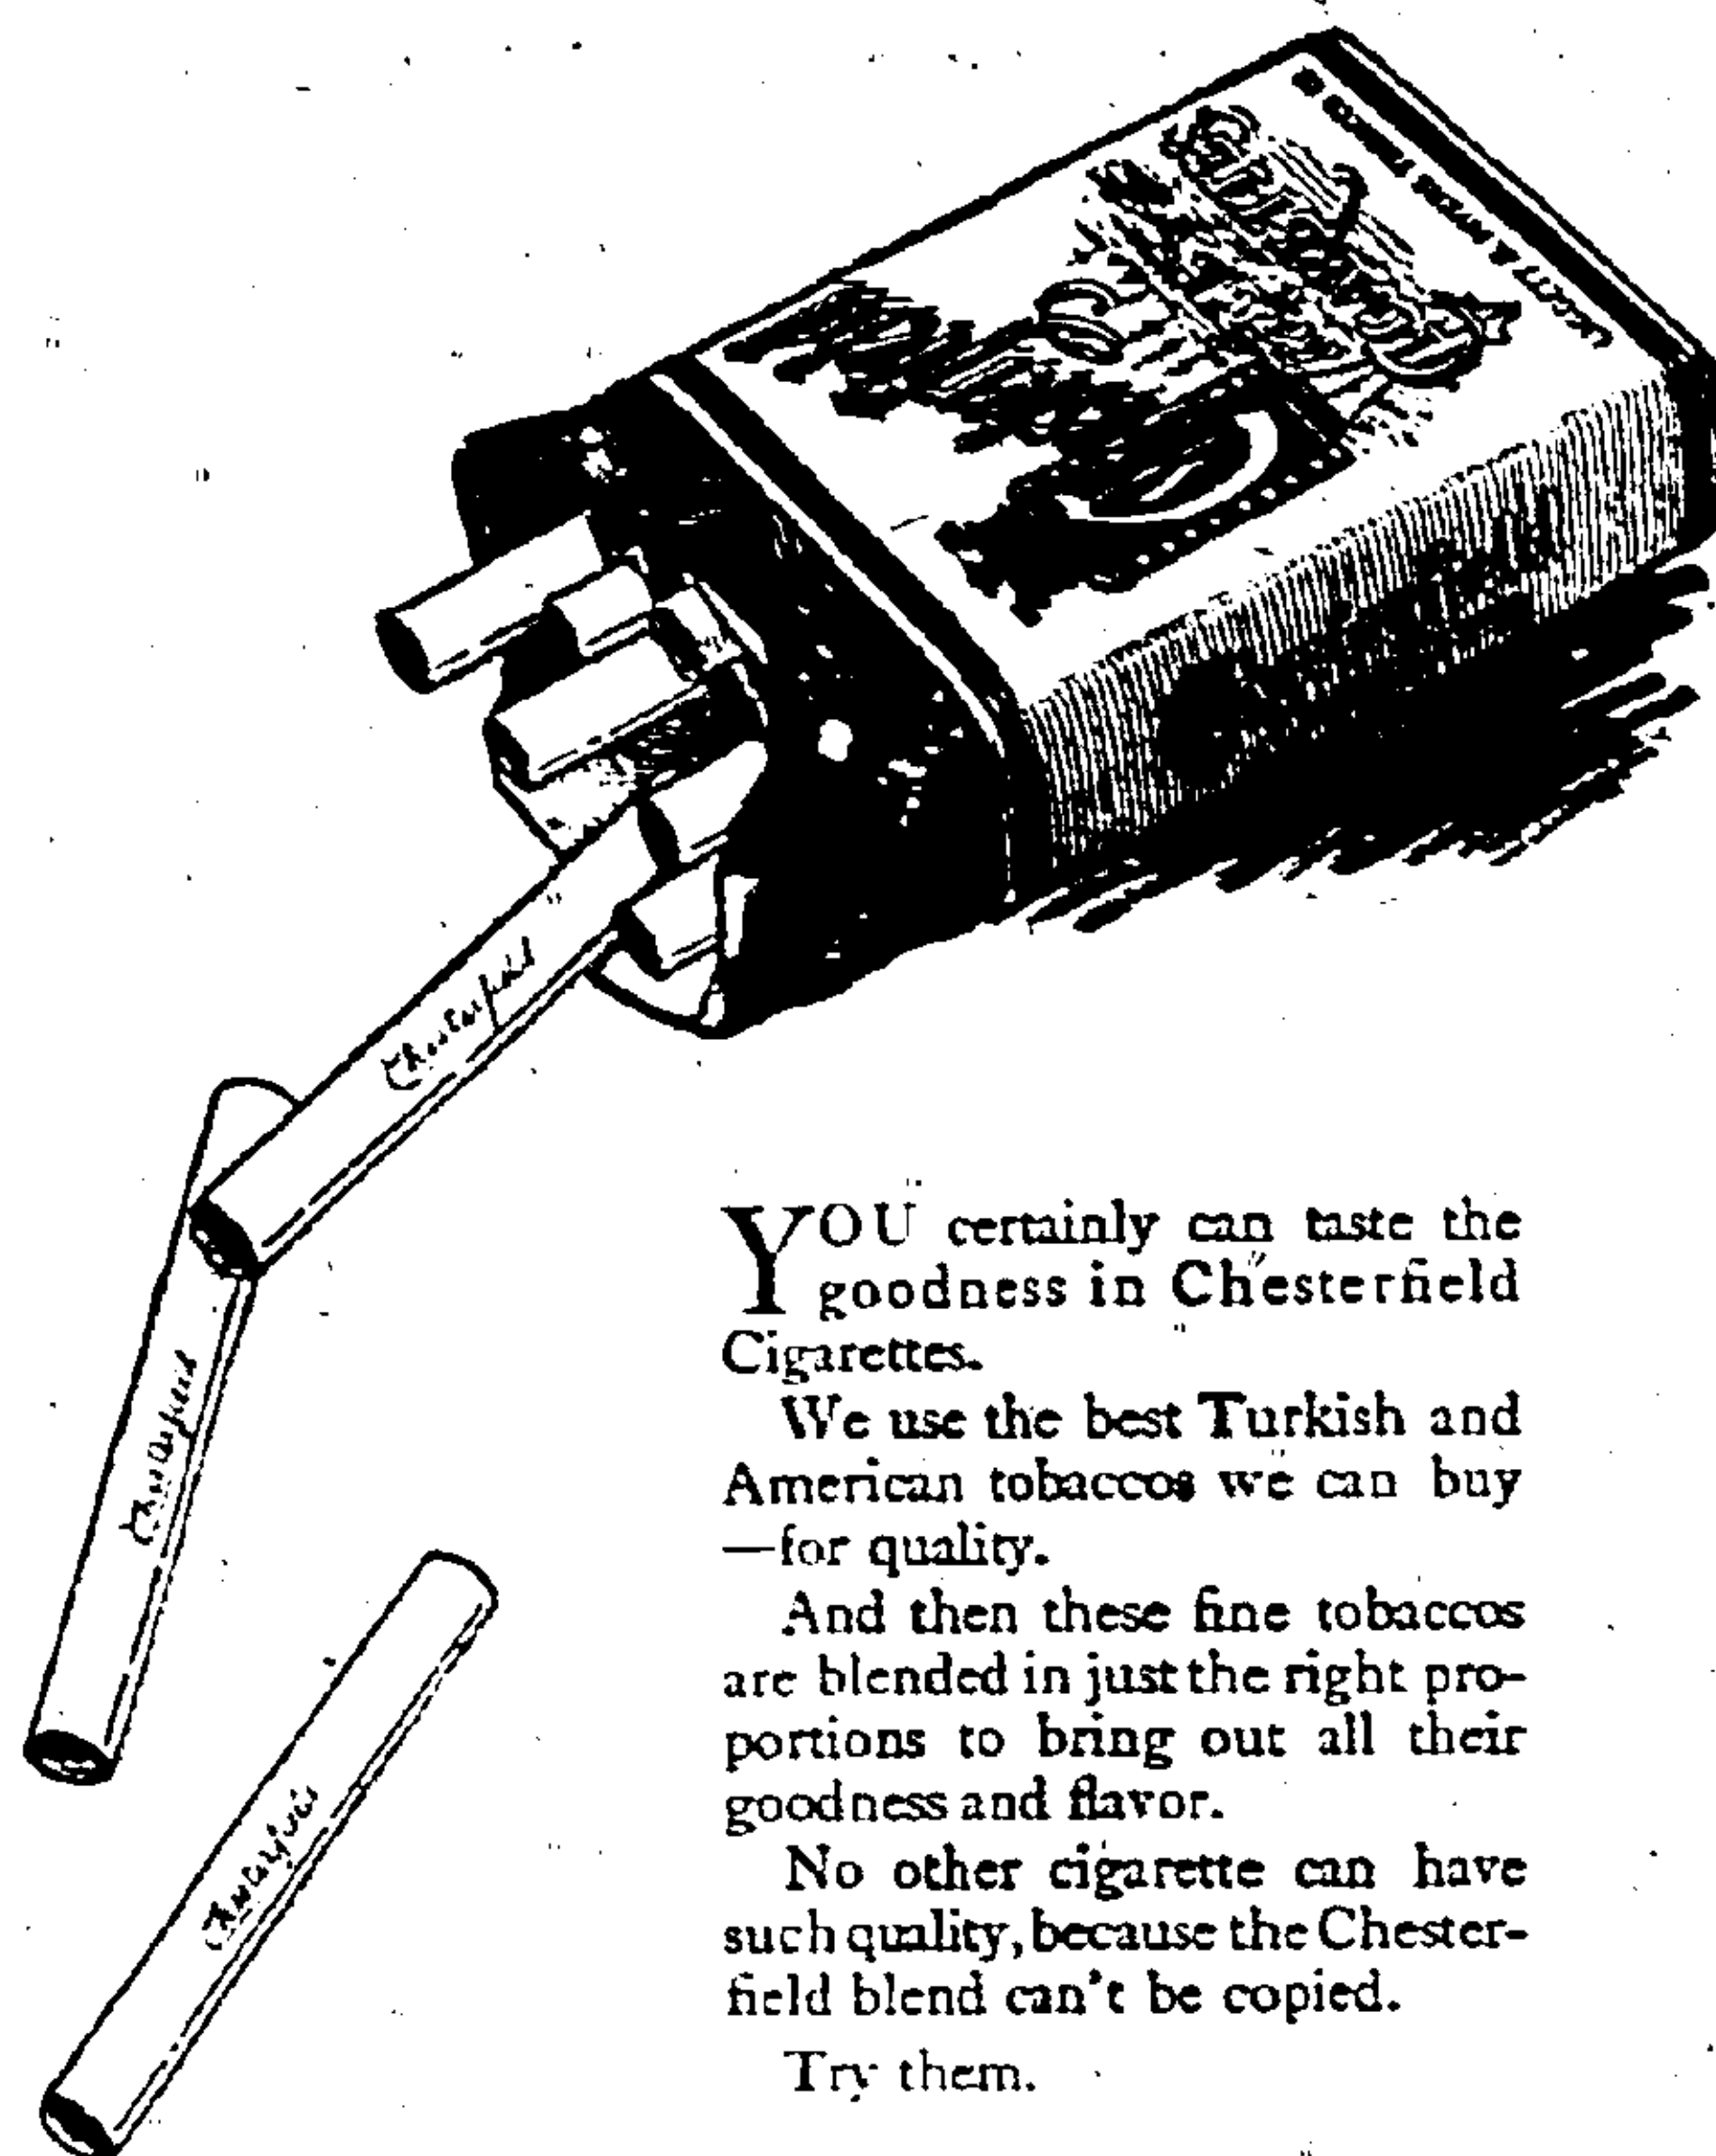 Chesterfield
YOU certainly can taste the
goodness in Chesterfield
Cigarettes.
We use the best Turkish and
American tobaccos we can buy
—for quality.
And then these fine tobaccos
are blended in just the right pro-
portions to bring out all their
goodness and flavor.
No other cigarette can have
such quality, because the Chester-
field blend can't be copied.
Try them.